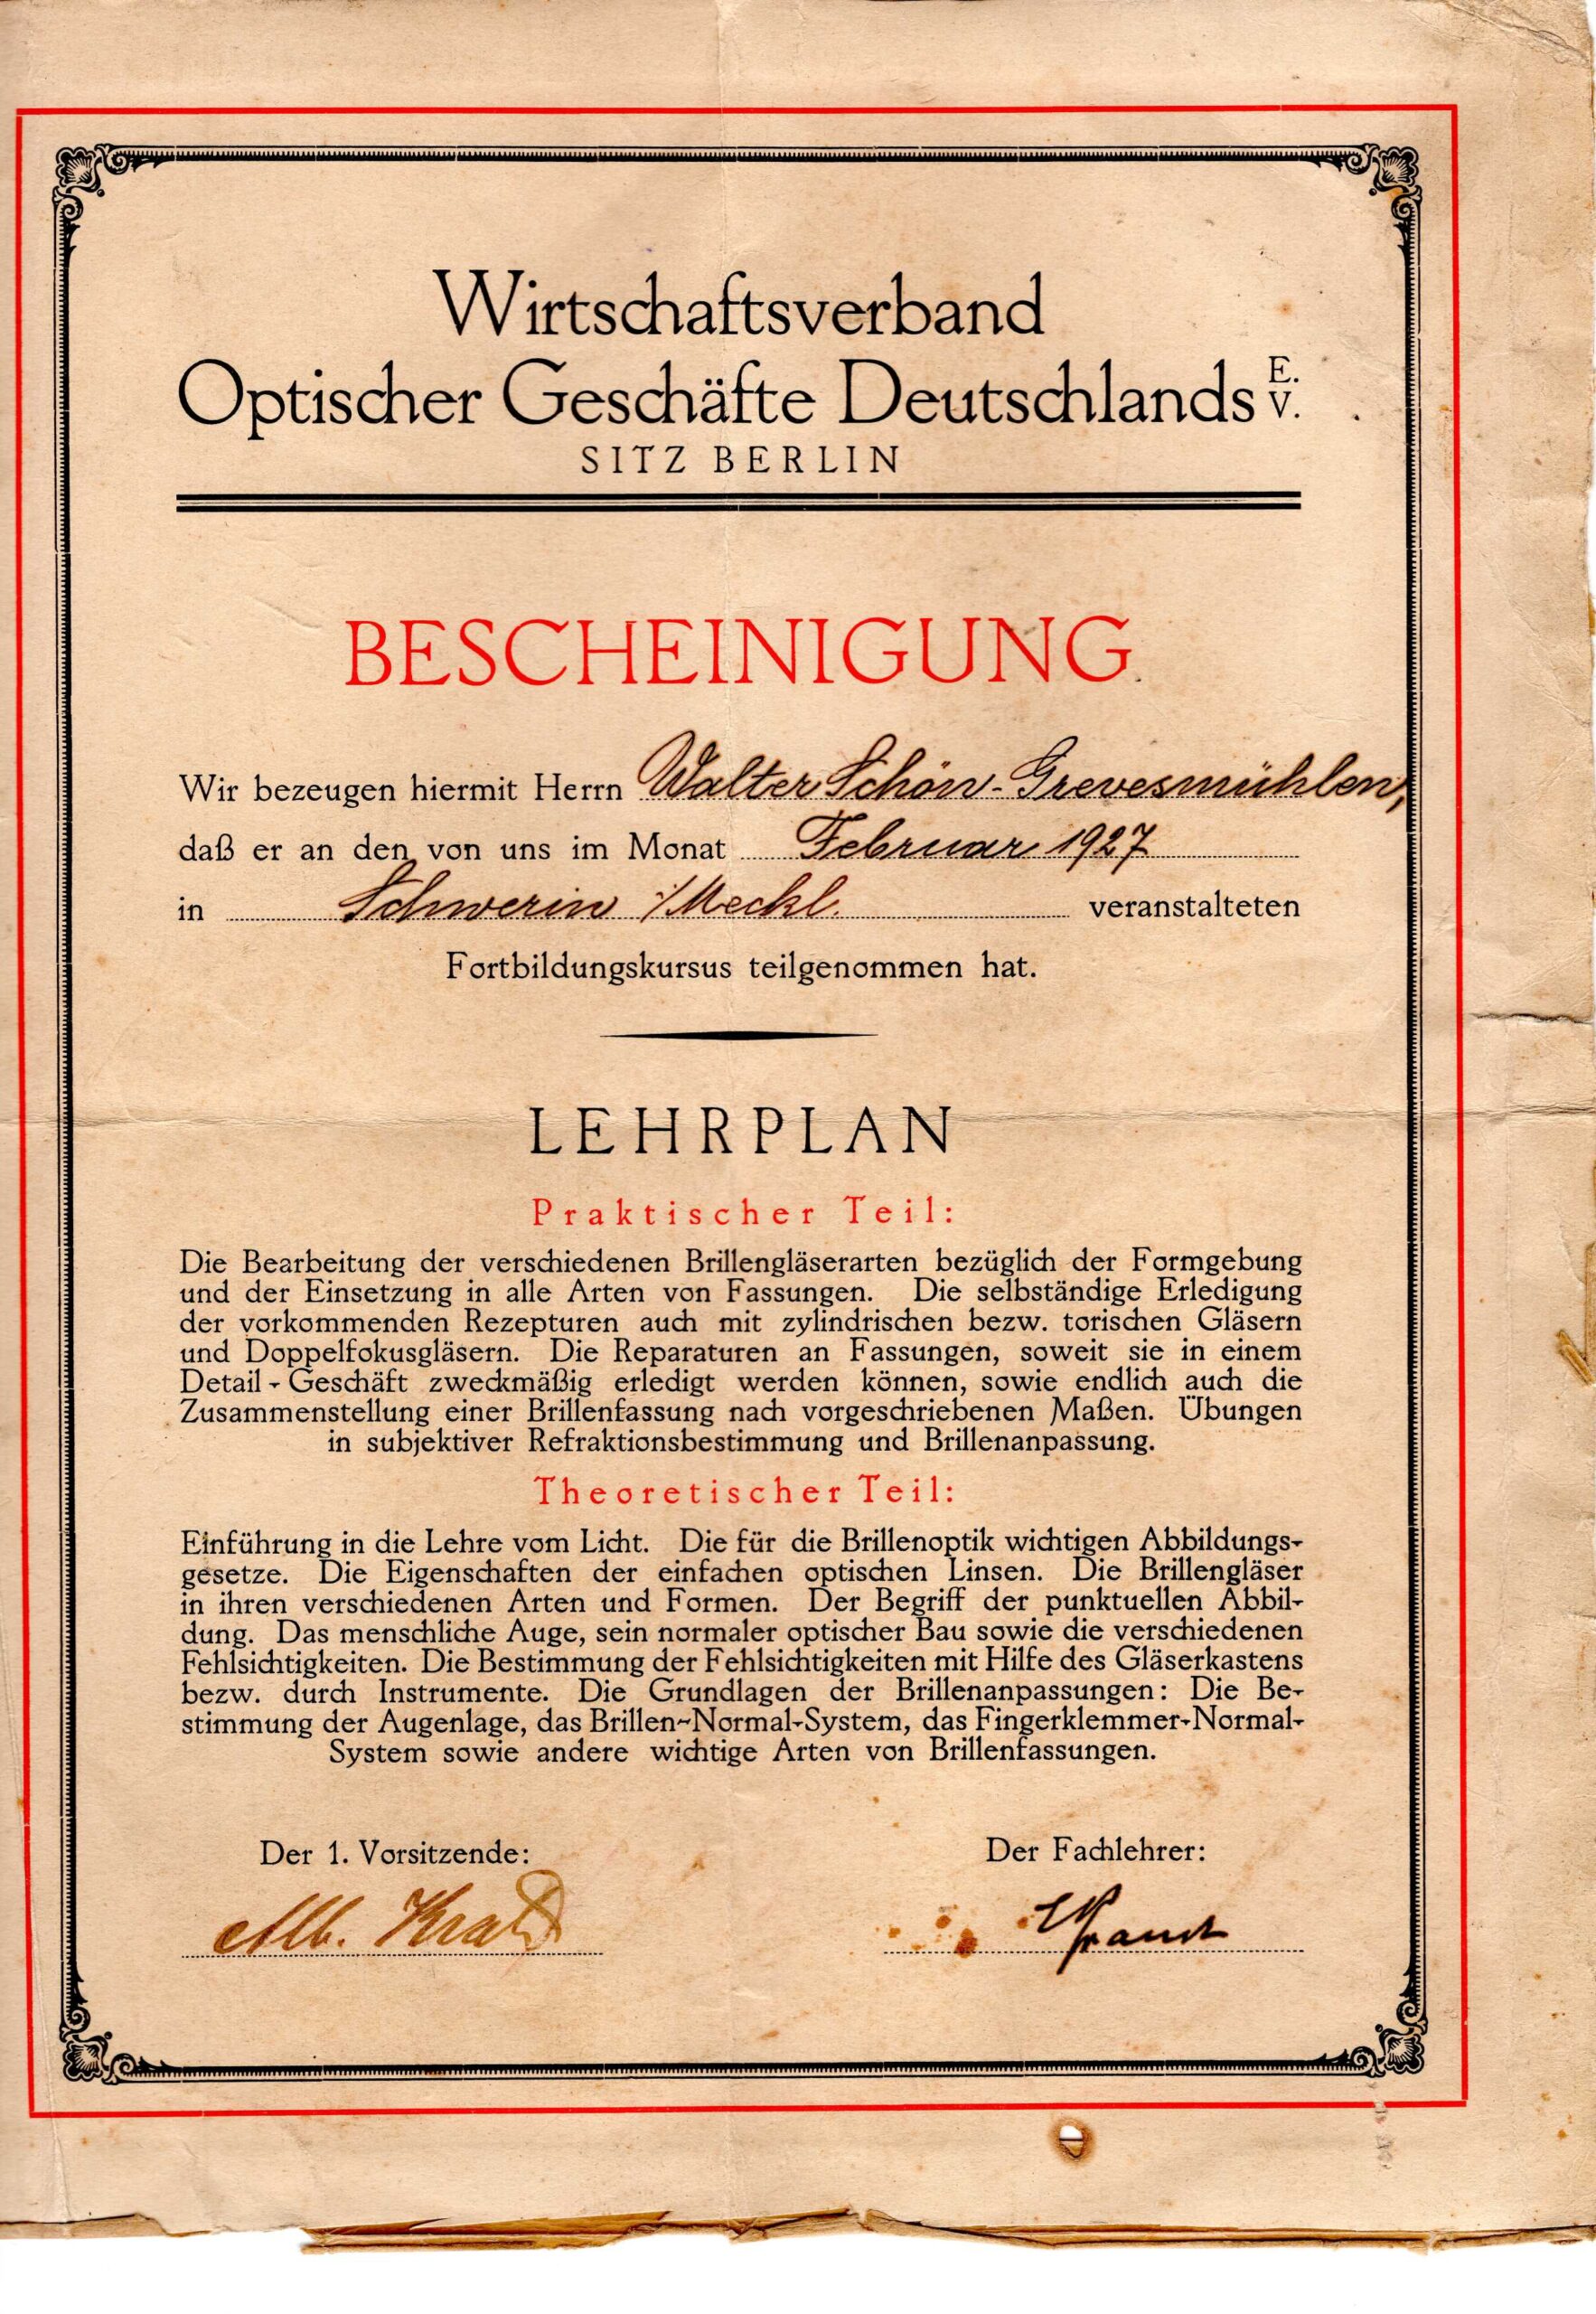 Wirtschaftsverband
Optischer Geschäfte Deutschlands E. V.
SITZ BERLIN
BESCHEINIGUNG
Wir bezeugen hiermit Herrn Walter Schön-Grevesmühlen,
daß er an den von uns im Monat Februar 1927
in Schwerin i/Meckl. veranstalteten
Fortbildungskursus teilgenommen hat.
LEHRPLAN
Praktischer Teil:
Die Bearbeitung der verschiedenen Brillengläserarten bezüglich der Formgebung
und der Einsetzung in alle Arten von Fassungen. Die selbständige Erledigung
der vorkommenden Rezepturen auch mit zylindrischen bezw. torischen Gläsern
und Doppelfokusgläsern. Die Reparaturen an Fassungen, soweit sie in einem
Detail-Geschäft zweckmäßig erledigt werden können, sowie endlich auch die
Zusammenstellung einer Brillenfassung nach vorgeschriebenen Maßen. Übungen
in subjektiver Refraktionsbestimmung und Brillenanpassung.
Theoretischer Teil:
Einführung in die Lehre vom Licht. Die für die Brillenoptik wichtigen Abbildungs-
gesetze. Die Eigenschaften der einfachen optischen Linsen. Die Brillengläser
in ihren verschiedenen Arten und Formen. Der Begriff der punktuellen Abbil-
dung. Das menschliche Auge, sein normaler optischer Bau sowie die verschiedenen
Fehlsichtigkeiten. Die Bestimmung der Fehlsichtigkeiten mit Hilfe des Gläserkastens
bezw. durch Instrumente. Die Grundlagen der Brillenanpassungen: Die Be-
stimmung der Augenlage, das Brillen-Normal-System, das Fingerklemmer-Normal-
System sowie andere wichtige Arten von Brillenfassungen.
Der 1. Vorsitzende:
Der Fachlehrer:
Alb.